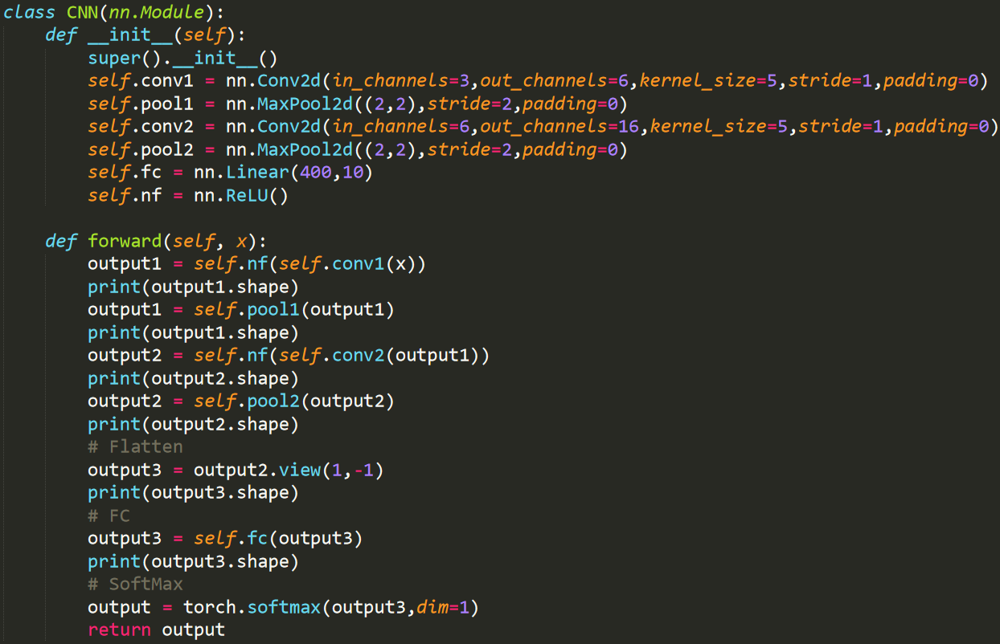 class CNN(nn.Module):
    def __init__(self):
        super().__init__()
        self.conv1 = nn.Conv2d(in_channels=3,out_channels=6,kernel_size=5,stride=1,padding=0)
        self.pool1 = nn.MaxPool2d((2,2),stride=2,padding=0)
        self.conv2 = nn.Conv2d(in_channels=6,out_channels=16,kernel_size=5,stride=1,padding=0)
        self.pool2 = nn.MaxPool2d((2,2),stride=2,padding=0)
        self.fc = nn.Linear(400,10)
        self.nf = nn.ReLU()

    def forward(self, x):
        output1 = self.nf(self.conv1(x))
        print(output1.shape)
        output1 = self.pool1(output1)
        print(output1.shape)
        output2 = self.nf(self.conv2(output1))
        print(output2.shape)
        output2 = self.pool2(output2)
        print(output2.shape)
        # Flatten
        output3 = output2.view(1,-1)
        print(output3.shape)
        # FC
        output3 = self.fc(output3)
        print(output3.shape)
        # SoftMax
        output = torch.softmax(output3,dim=1)
        return output